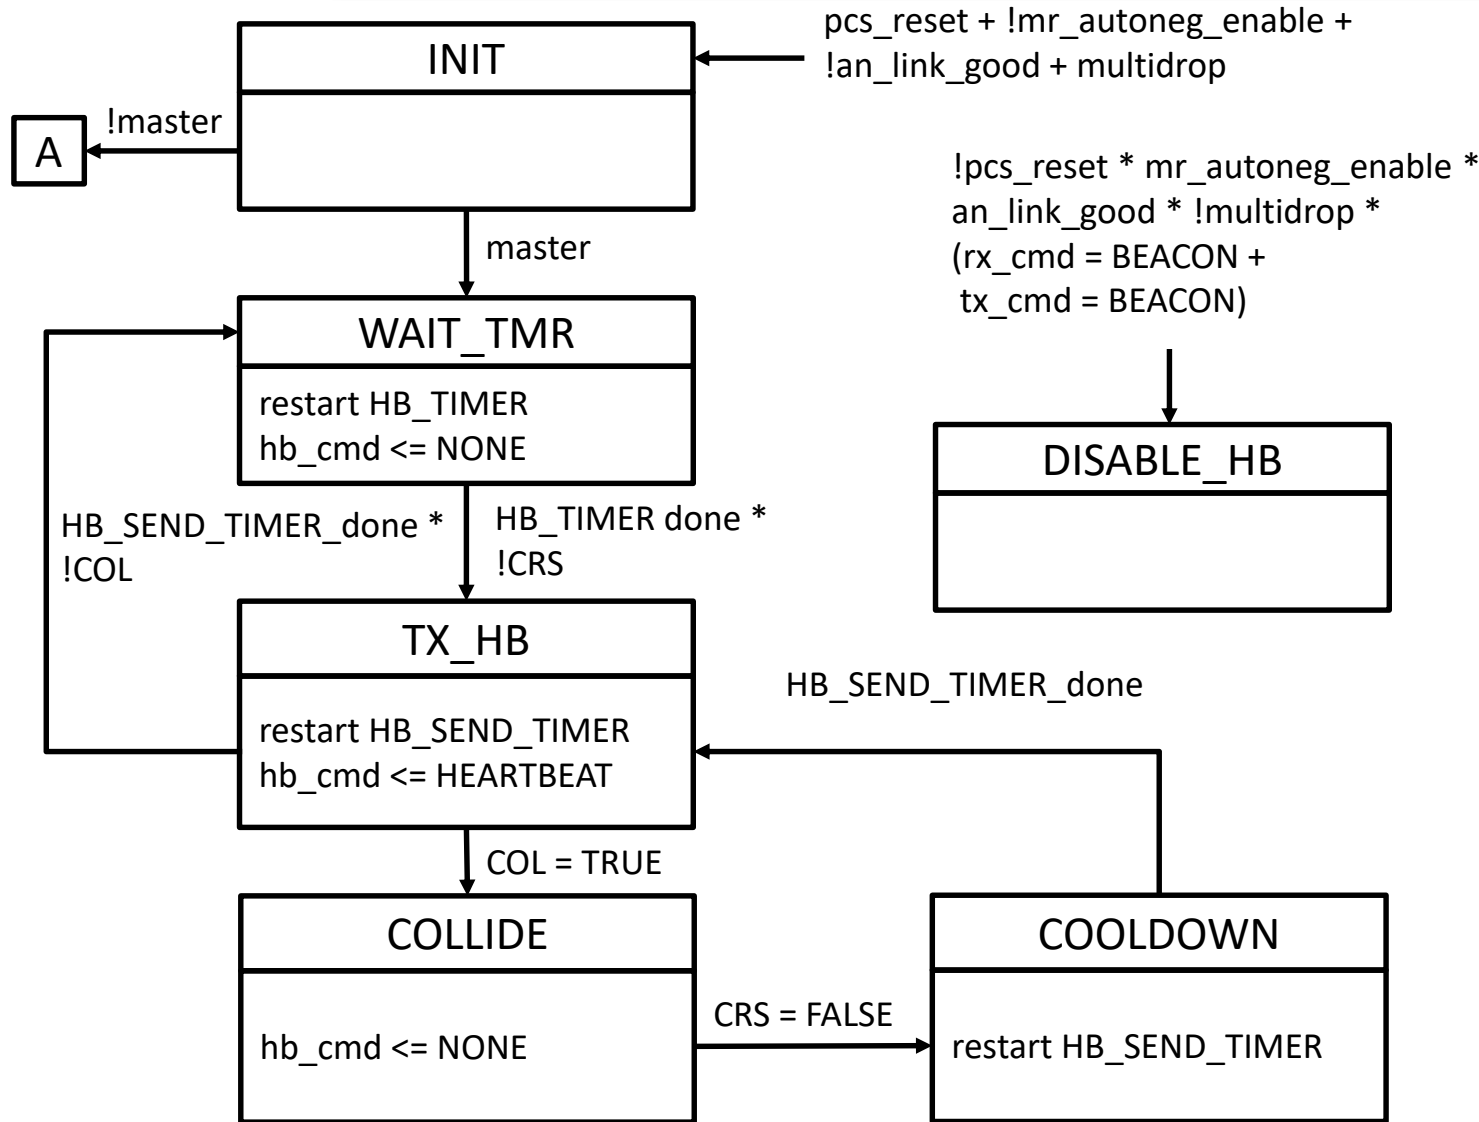 pcs_reset + !mr_autoneg_enable +
!an_link_good + multidrop
INIT
!master
A
master
!pcs_reset * mr_autoneg_enable *
an_link_good * !multidrop *
(rx_cmd = BEACON +
tx_cmd = BEACON)
WAIT_TMR
restart HB_TIMER
hb_cmd <= NONE
DISABLE_HB
HB_SEND_TIMER_done *
!COL
HB_TIMER done *
!CRS
TX_HB
restart HB_SEND_TIMER
hb_cmd <= HEARTBEAT
HB_SEND_TIMER_done
COL = TRUE
COLLIDE
hb_cmd <= NONE
CRS = FALSE
COOLDOWN
restart HB_SEND_TIMER